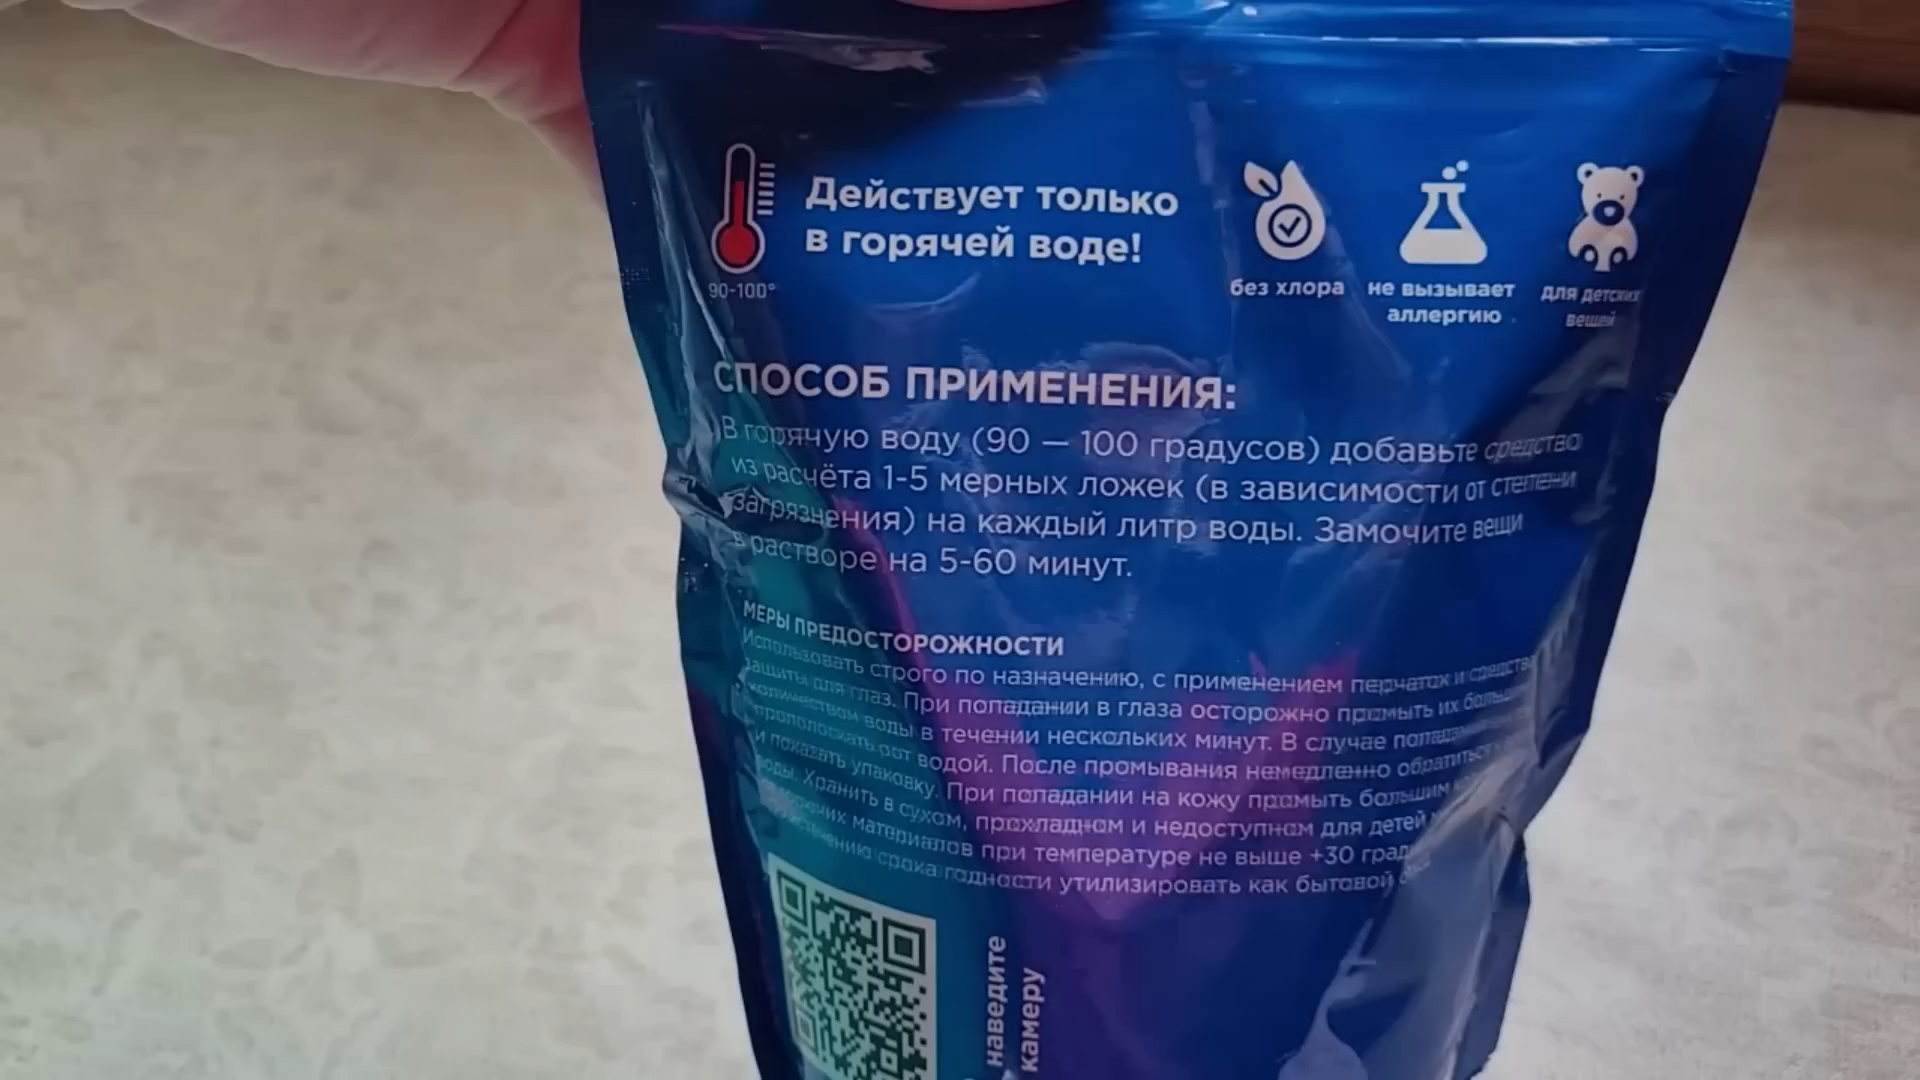 Действует только
в горячей воде!
90-100°
без хлора
не вызывает
аллергию
для детских
вещей
СПОСОБ ПРИМЕНЕНИЯ:
В горячую воду (90 — 100 градусов) добавьте средство
из расчёта 1-5 мерных ложек (в зависимости от степени
загрязнения) на каждый литр воды. Замочите вещи
в растворе на 5-60 минут.
МЕРЫ ПРЕДОСТОРОЖНОСТИ
Использовать строго по назначению, с применением перчаток и средств
защиты для глаз. При попадании в глаза осторожно промыть их большим
количеством воды в течении нескольких минут. В случае
прополоскать рот водой. После промывания немедленно обратиться
и показать упаковку. При попадании на кожу промыть большим
воды. Хранить в сухом, прохладном и недоступном для детей
материалов при температуре не выше +30
срока годности утилизировать как бытовой
наведите
камеру